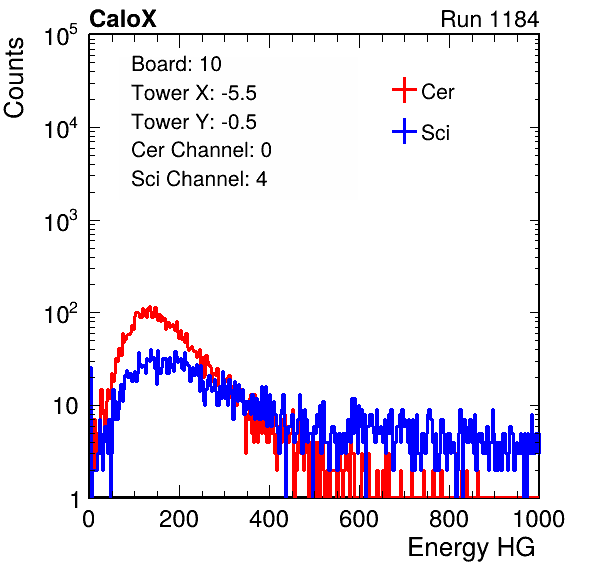 CaloX Run 1184
Board: 10
Tower X: -5.5
Tower Y: -0.5
Cer Channel: 0
Sci Channel: 4
Cer
Sci
Counts
10^5
10^4
10^3
10^2
10
1
0 200 400 600 800 1000
Energy HG